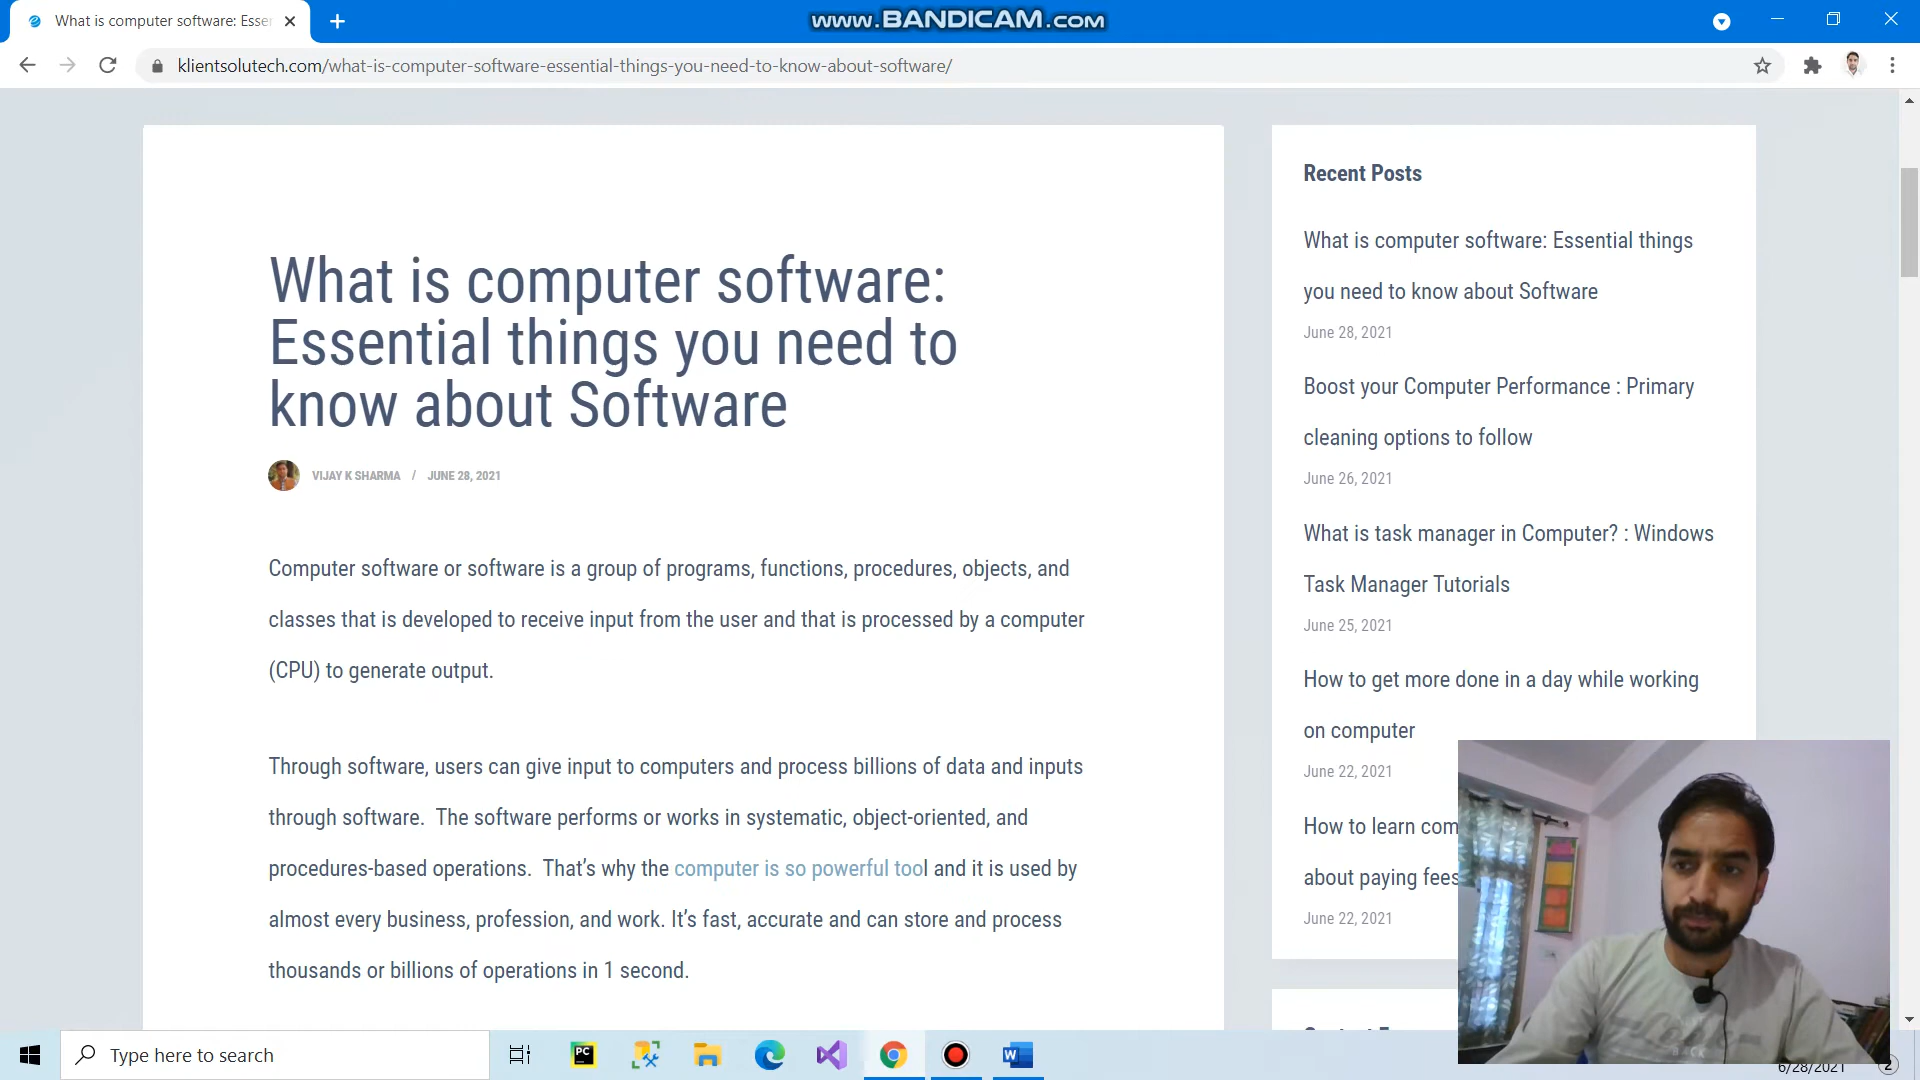 What is computer software: Esse
www.BANDICAM.com
klientsolutech.com/what-is-computer-software-essential-things-you-need-to-know-about-software/
What is computer software:
Essential things you need to
know about Software
VIJAY K SHARMA / JUNE 28, 2021
Computer software or software is a group of programs, functions, procedures, objects, and
classes that is developed to receive input from the user and that is processed by a computer
(CPU) to generate output.
Through software, users can give input to computers and process billions of data and inputs
through software. The software performs or works in systematic, object-oriented, and
procedures-based operations. That’s why the computer is so powerful tool and it is used by
almost every business, profession, and work. It’s fast, accurate and can store and process
thousands or billions of operations in 1 second.
Recent Posts
What is computer software: Essential things
you need to know about Software
June 28, 2021
Boost your Computer Performance : Primary
cleaning options to follow
June 26, 2021
What is task manager in Computer? : Windows
Task Manager Tutorials
June 25, 2021
How to get more done in a day while working
on computer
June 22, 2021
How to learn com
about paying fees
June 22, 2021
BACK
Type here to search
PC
W
6/28/2021
2